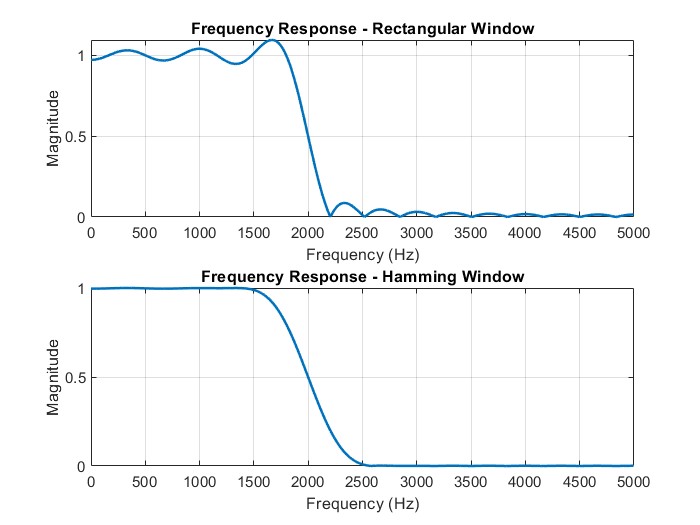 Frequency Response - Rectangular Window
1
0.5
0
Magnitude
0 500 1000 1500 2000 2500 3000 3500 4000 4500 5000
Frequency (Hz)
Frequency Response - Hamming Window
1
0.5
0
Magnitude
0 500 1000 1500 2000 2500 3000 3500 4000 4500 5000
Frequency (Hz)